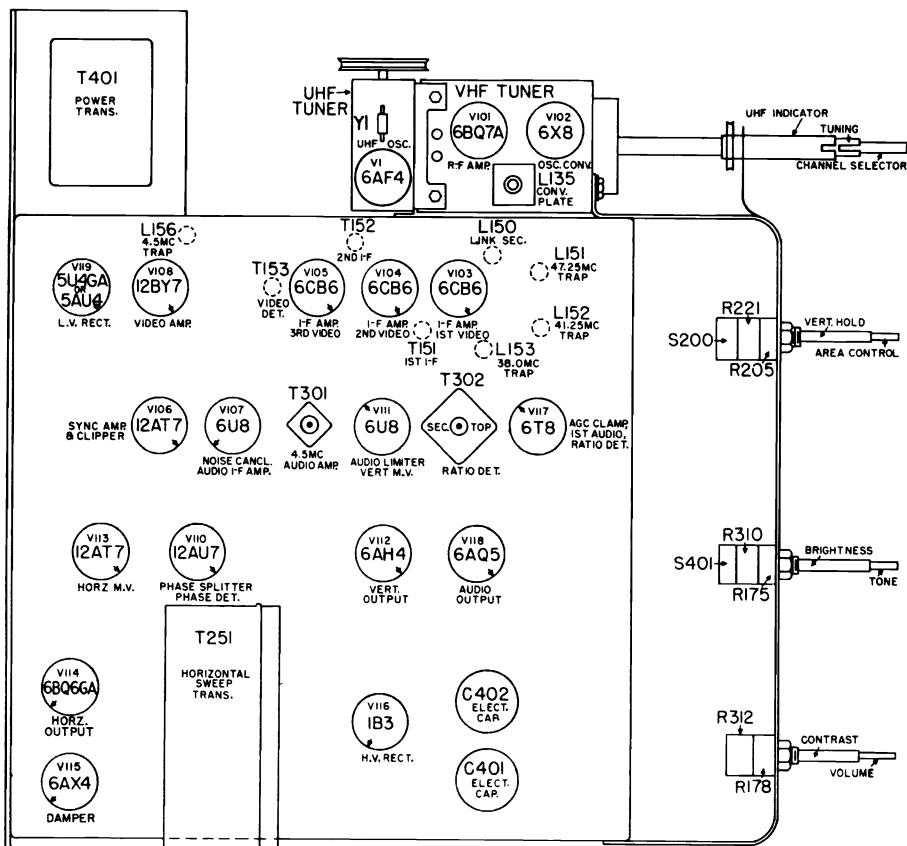 T401
POWER
TRANS.
UHF
TUNER
Y1
UHF OSC.
V1
6AF4
VHF TUNER
V101
6BQ7A
R-F AMP.
V102
6X8
OSC. CONV.
L135
CONV.
PLATE
UHF INDICATOR
TUNING
CHANNEL SELECTOR
L156
4.5MC
TRAP
T152
2ND I-F
L150
LINK SEC.
L151
47.25MC
TRAP
V119
5U4GA
OR
5AU4
L.V. RECT.
V108
12BY7
VIDEO AMP.
T153
VIDEO
DET.
V105
6CB6
I-F AMP.
3RD VIDEO
V104
6CB6
I-F AMP.
2ND VIDEO
V103
6CB6
I-F AMP.
1ST VIDEO
T151
1ST I-F
L152
41.25MC
TRAP
L153
38.0MC
TRAP
R221
S200
VERT. HOLD
AREA CONTROL
R205
SYNC AMP.
& CLIPPER
V106
12AT7
V107
6U8
NOISE CANCL.
AUDIO I-F AMP.
T301
4.5MC
AUDIO AMP.
V111
6U8
AUDIO LIMITER
VERT M.V.
T302
SEC. TOP
RATIO DET.
V117
6T8
AGC CLAMP,
1ST AUDIO,
RATIO DET.
V113
12AT7
HORZ M.V.
V110
12AU7
PHASE SPLITTER
PHASE DET.
V112
6AH4
VERT.
OUTPUT
V118
6AQ5
AUDIO
OUTPUT
R310
S401
BRIGHTNESS
TONE
R175
T251
HORIZONTAL
SWEEP
TRANS.
V114
6BQ6GA
HORZ.
OUTPUT
V116
1B3
H.V. RECT.
C402
ELECT.
CAP.
R312
CONTRAST
VOLUME
R178
V115
6AX4
DAMPER
C401
ELECT.
CAP.